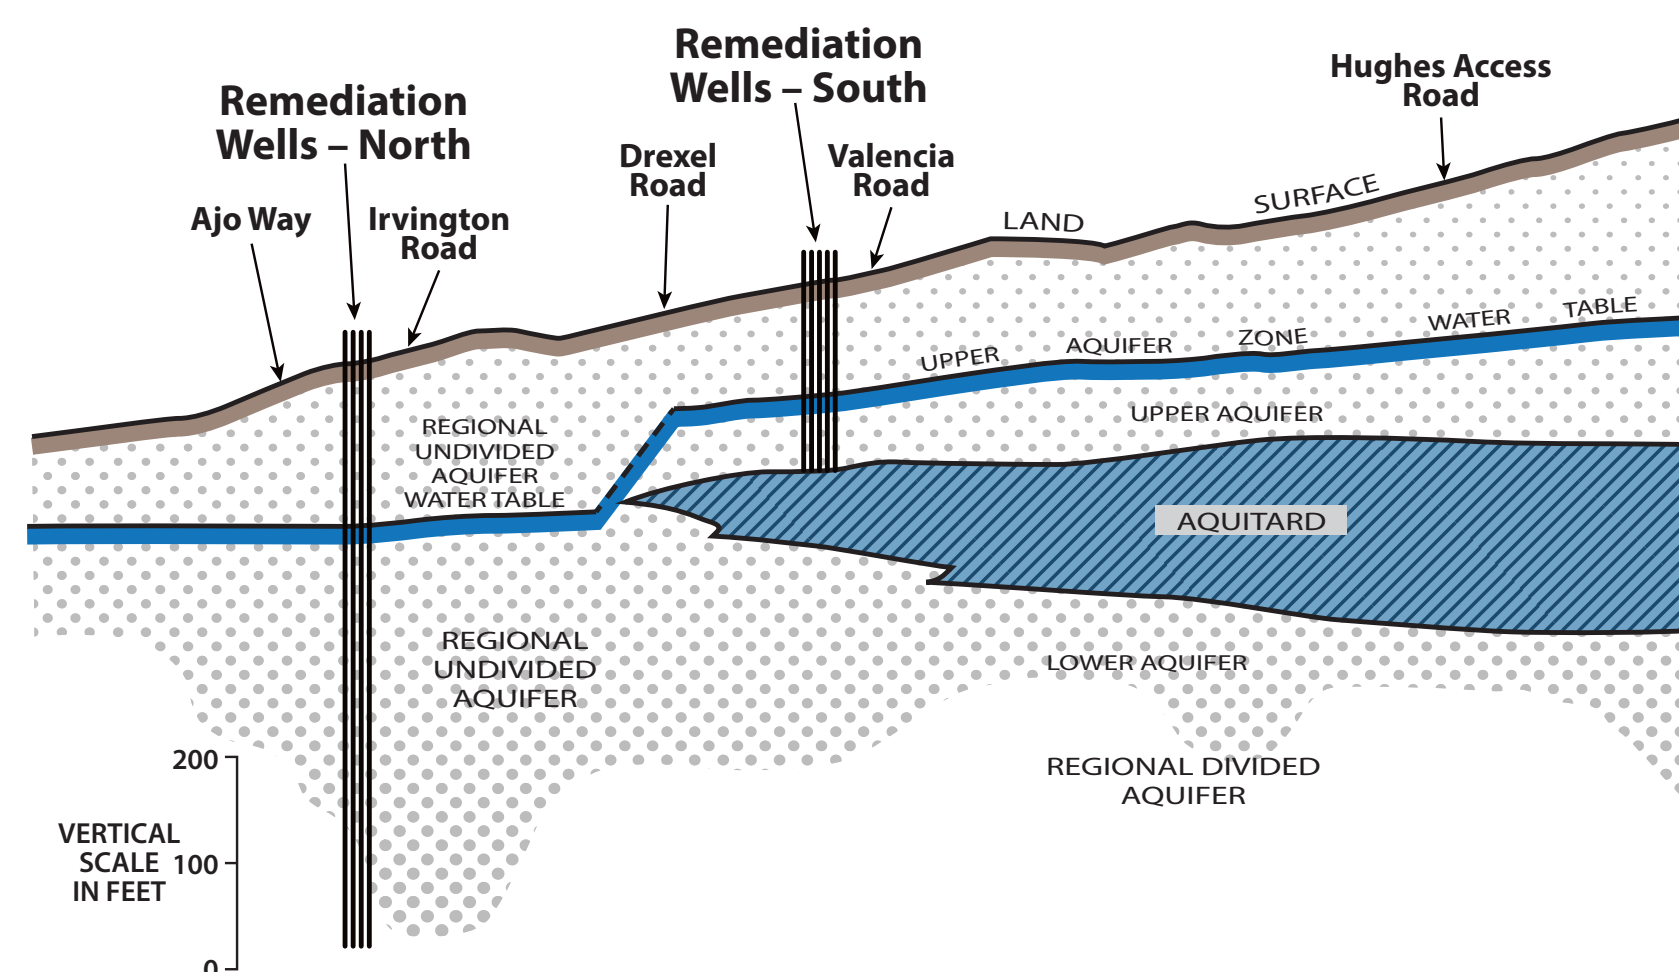 Remediation
Wells – South
Hughes Access
Road
Remediation
Wells – North
Drexel
Road
Valencia
Road
Ajo Way
Irvington
Road
LAND
SURFACE
UPPER AQUIFER ZONE WATER TABLE
UPPER AQUIFER
REGIONAL
UNDIVIDED
AQUIFER
WATER TABLE
AQUITARD
REGIONAL
UNDIVIDED
AQUIFER
LOWER AQUIFER
REGIONAL DIVIDED
AQUIFER
VERTICAL
SCALE
IN FEET
200
100
0